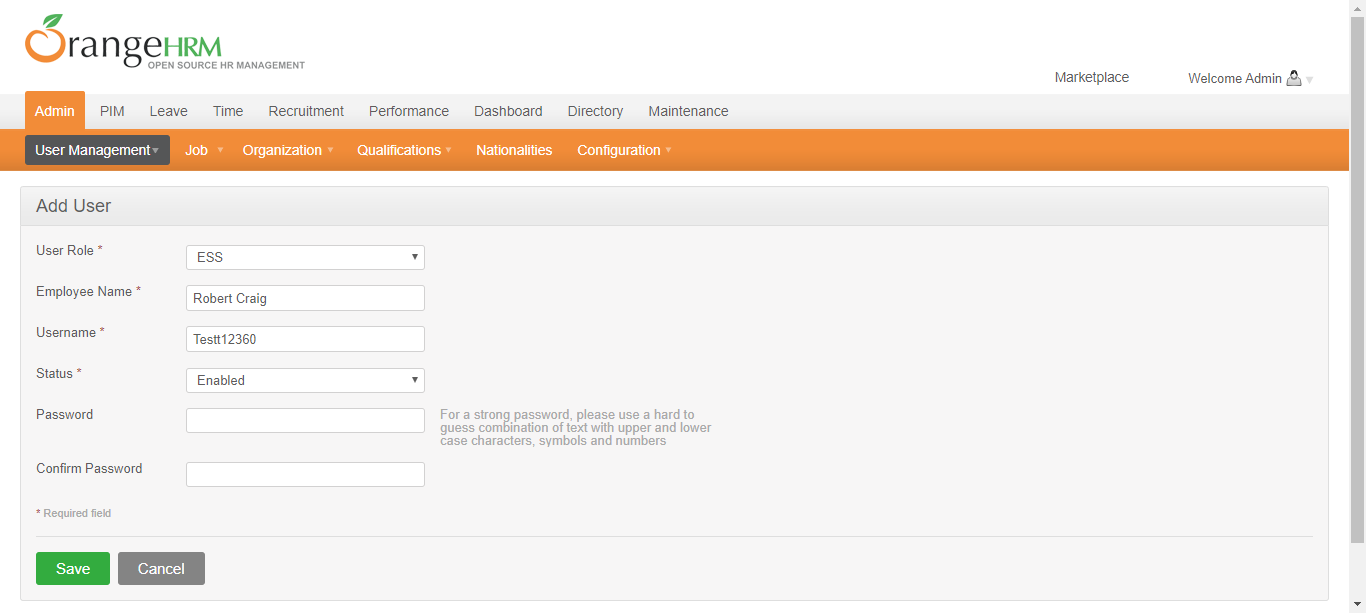 OrangeHRM
OPEN SOURCE HR MANAGEMENT
Marketplace Welcome Admin
Admin PIM Leave Time Recruitment Performance Dashboard Directory Maintenance
User Management Job Organization Qualifications Nationalities Configuration
Add User
User Role * ESS
Employee Name * Robert Craig
Username * Testt12360
Status * Enabled
Password
For a strong password, please use a hard to
guess combination of text with upper and lower
case characters, symbols and numbers
Confirm Password
* Required field
Save Cancel